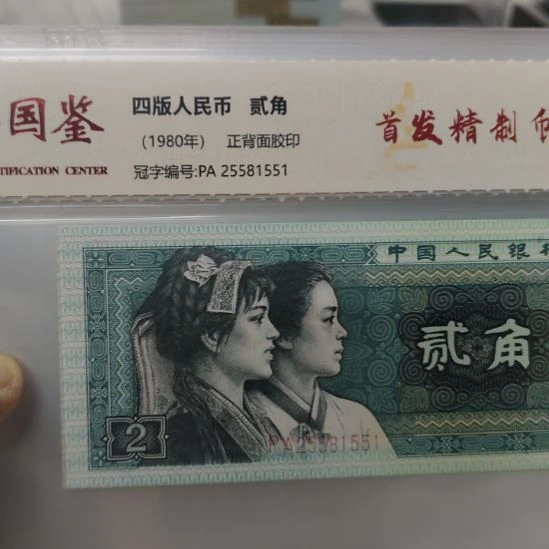 国鉴
TIFICATION CENTER
四版人民币 贰角
（1980年） 正背面胶印
冠字编号:PA 25581551
首发精制
中国人民银
贰角
2
PA25581551